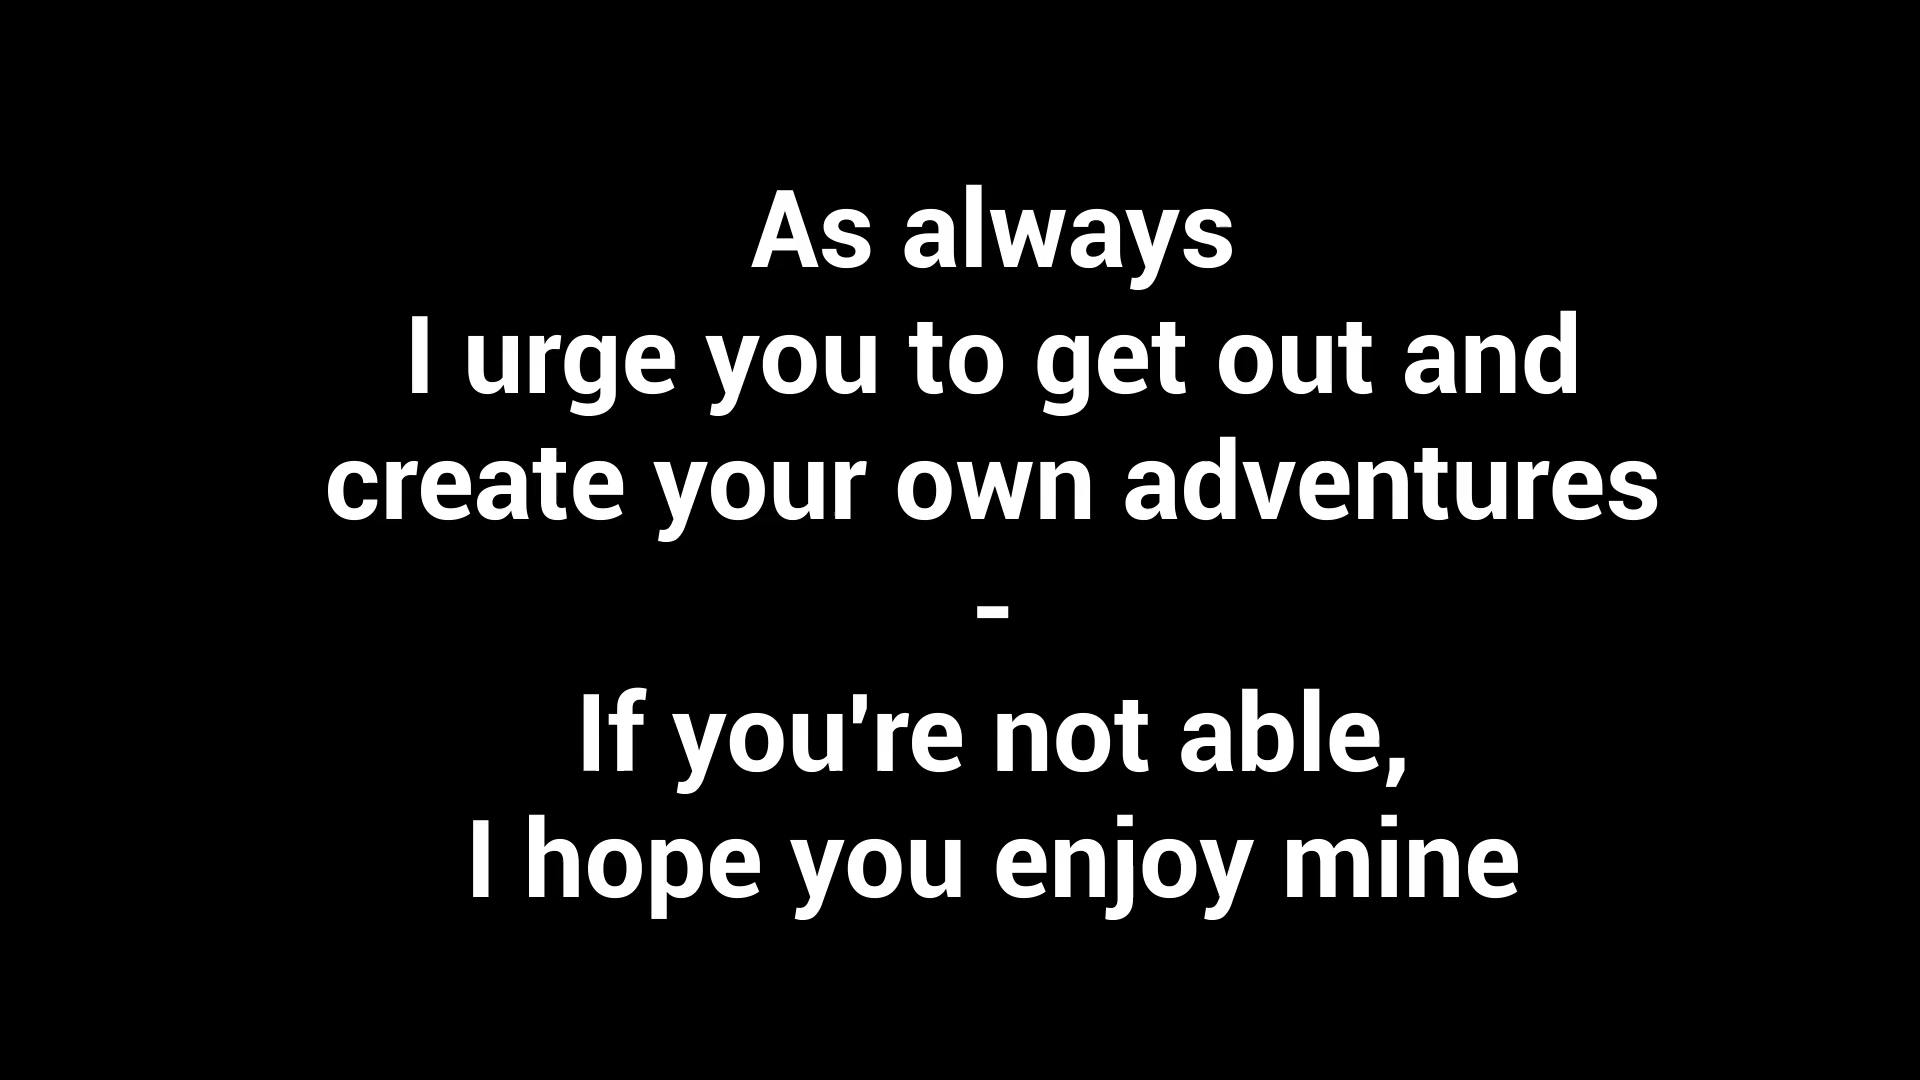 As always
I urge you to get out and
create your own adventures
-
If you're not able,
I hope you enjoy mine